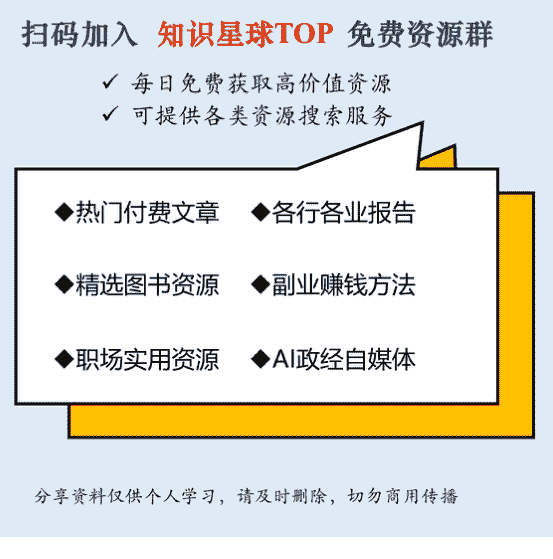 扫码加入 知识星球TOP 免费资源群
✓ 每日免费获取高价值资源
✓ 可提供各类资源搜索服务
◆热门付费文章 ◆各行各业报告
◆精选图书资源 ◆副业赚钱方法
◆职场实用资源 ◆AI政经自媒体
分享资料仅供个人学习，请及时删除，切勿商用传播